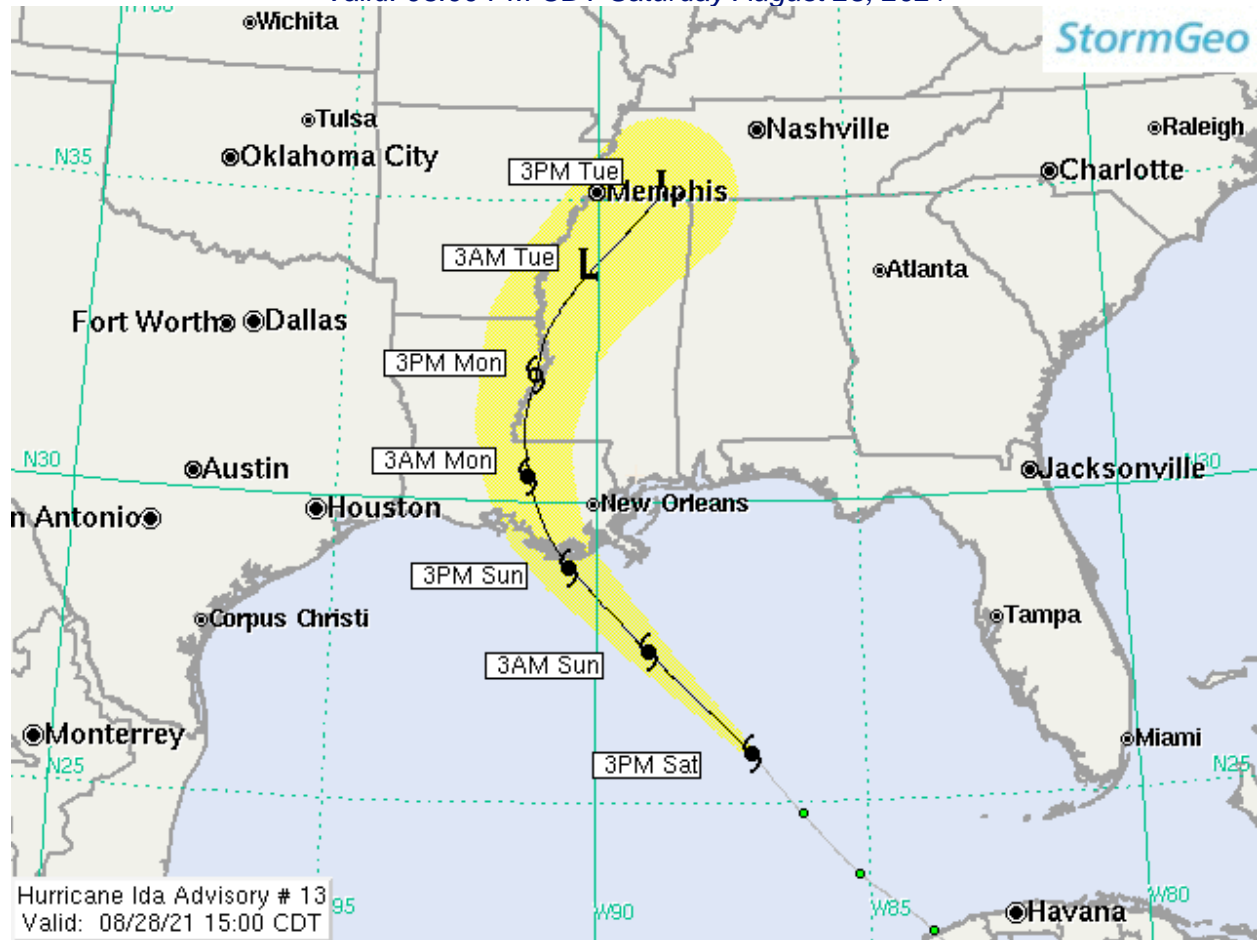 StormGeo
Wichita
Tulsa
Nashville
Raleigh
N35
Oklahoma City
3PM Tue
L
Charlotte
Memphis
3AM Tue
L
Atlanta
Fort Worth
Dallas
3PM Mon
N30
Austin
3AM Mon
Jacksonville
N30
n Antonio
Houston
New Orleans
3PM Sun
Corpus Christi
Tampa
3AM Sun
Monterrey
Miami
N25
3PM Sat
N25
Hurricane Ida Advisory # 13
Valid: 08/28/21 15:00 CDT
95
W90
W85
W80
Havana